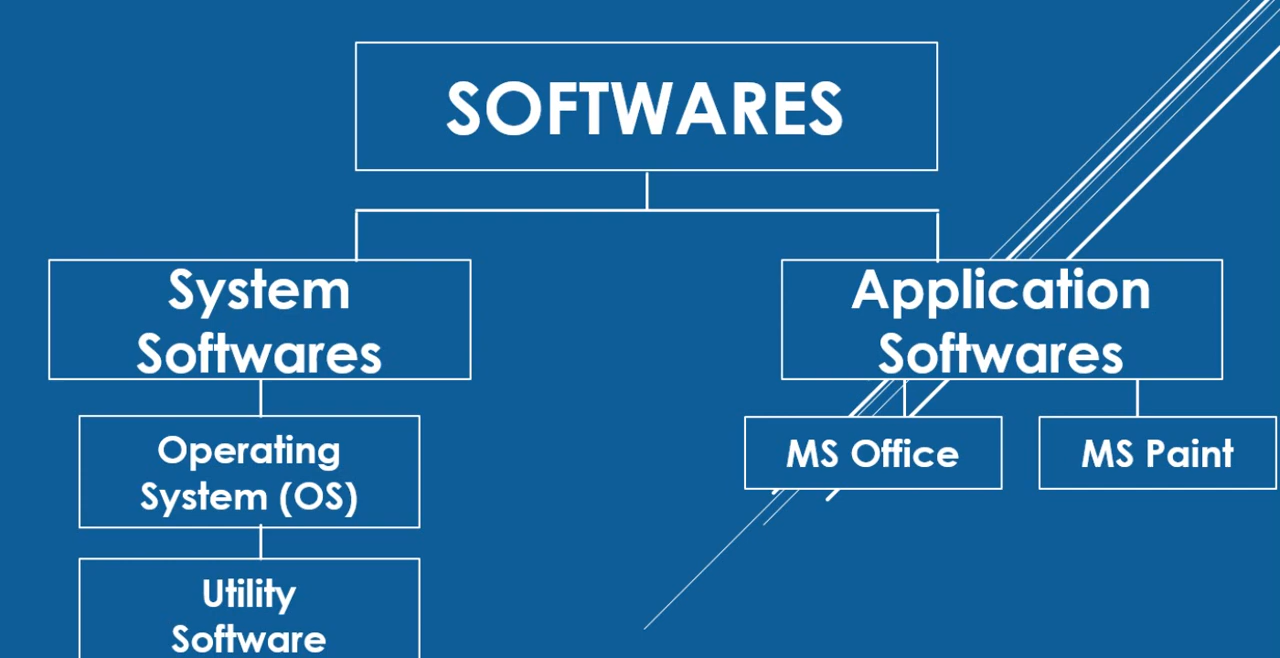 SOFTWARES
System
Softwares
Application
Softwares
Operating
System (OS)
MS Office
MS Paint
Utility
Software